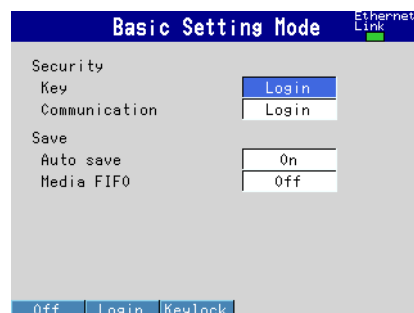 Basic Setting Mode
Ethernet
Link
Security
Key Login
Communication Login
Save
Auto save On
Media FIFO Off
Off Login Keylock